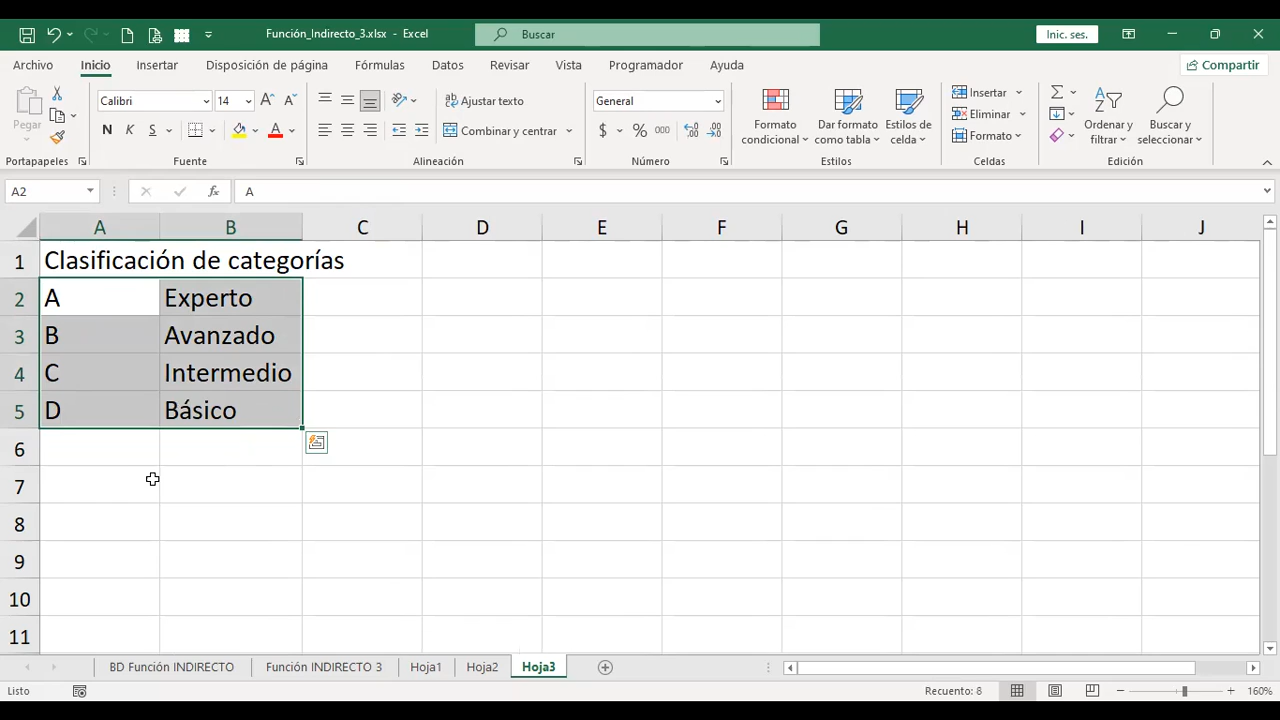 Función_Indirecto_3.xlsx - Excel
Buscar
Inic. ses.
Archivo Inicio Insertar Disposición de página Fórmulas Datos Revisar Vista Programador Ayuda Compartir
Pegar
Portapapeles
Calibri 14
N K S A
Fuente
ab Ajustar texto
Combinar y centrar
Alineación
General
$ % 000
Número
Formato condicional
Dar formato como tabla
Estilos de celda
Estilos
Insertar
Eliminar
Formato
Celdas
Ordenar y filtrar
Buscar y seleccionar
Edición
A2 fx A
A B C D E F G H I J
1 Clasificación de categorías
2 A Experto
3 B Avanzado
4 C Intermedio
5 D Básico
6
7
8
9
10
11
BD Función INDIRECTO Función INDIRECTO 3 Hoja1 Hoja2 Hoja3
Listo Recuento: 8 160%